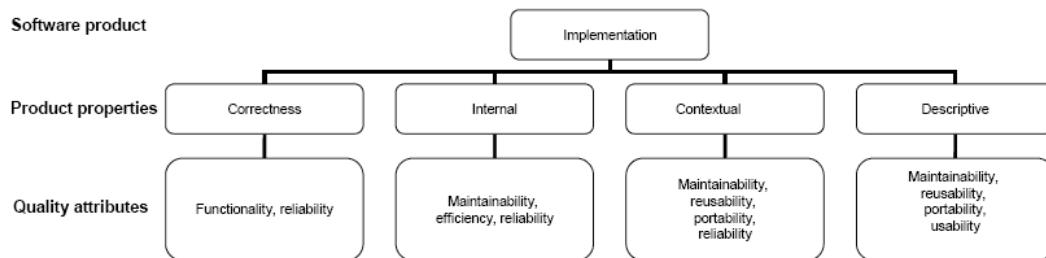 Software product
Implementation
Product properties
Correctness
Internal
Contextual
Descriptive
Quality attributes
Functionality, reliability
Maintainability,
efficiency, reliability
Maintainability,
reusability,
portability,
reliability
Maintainability,
reusability,
portability,
usability